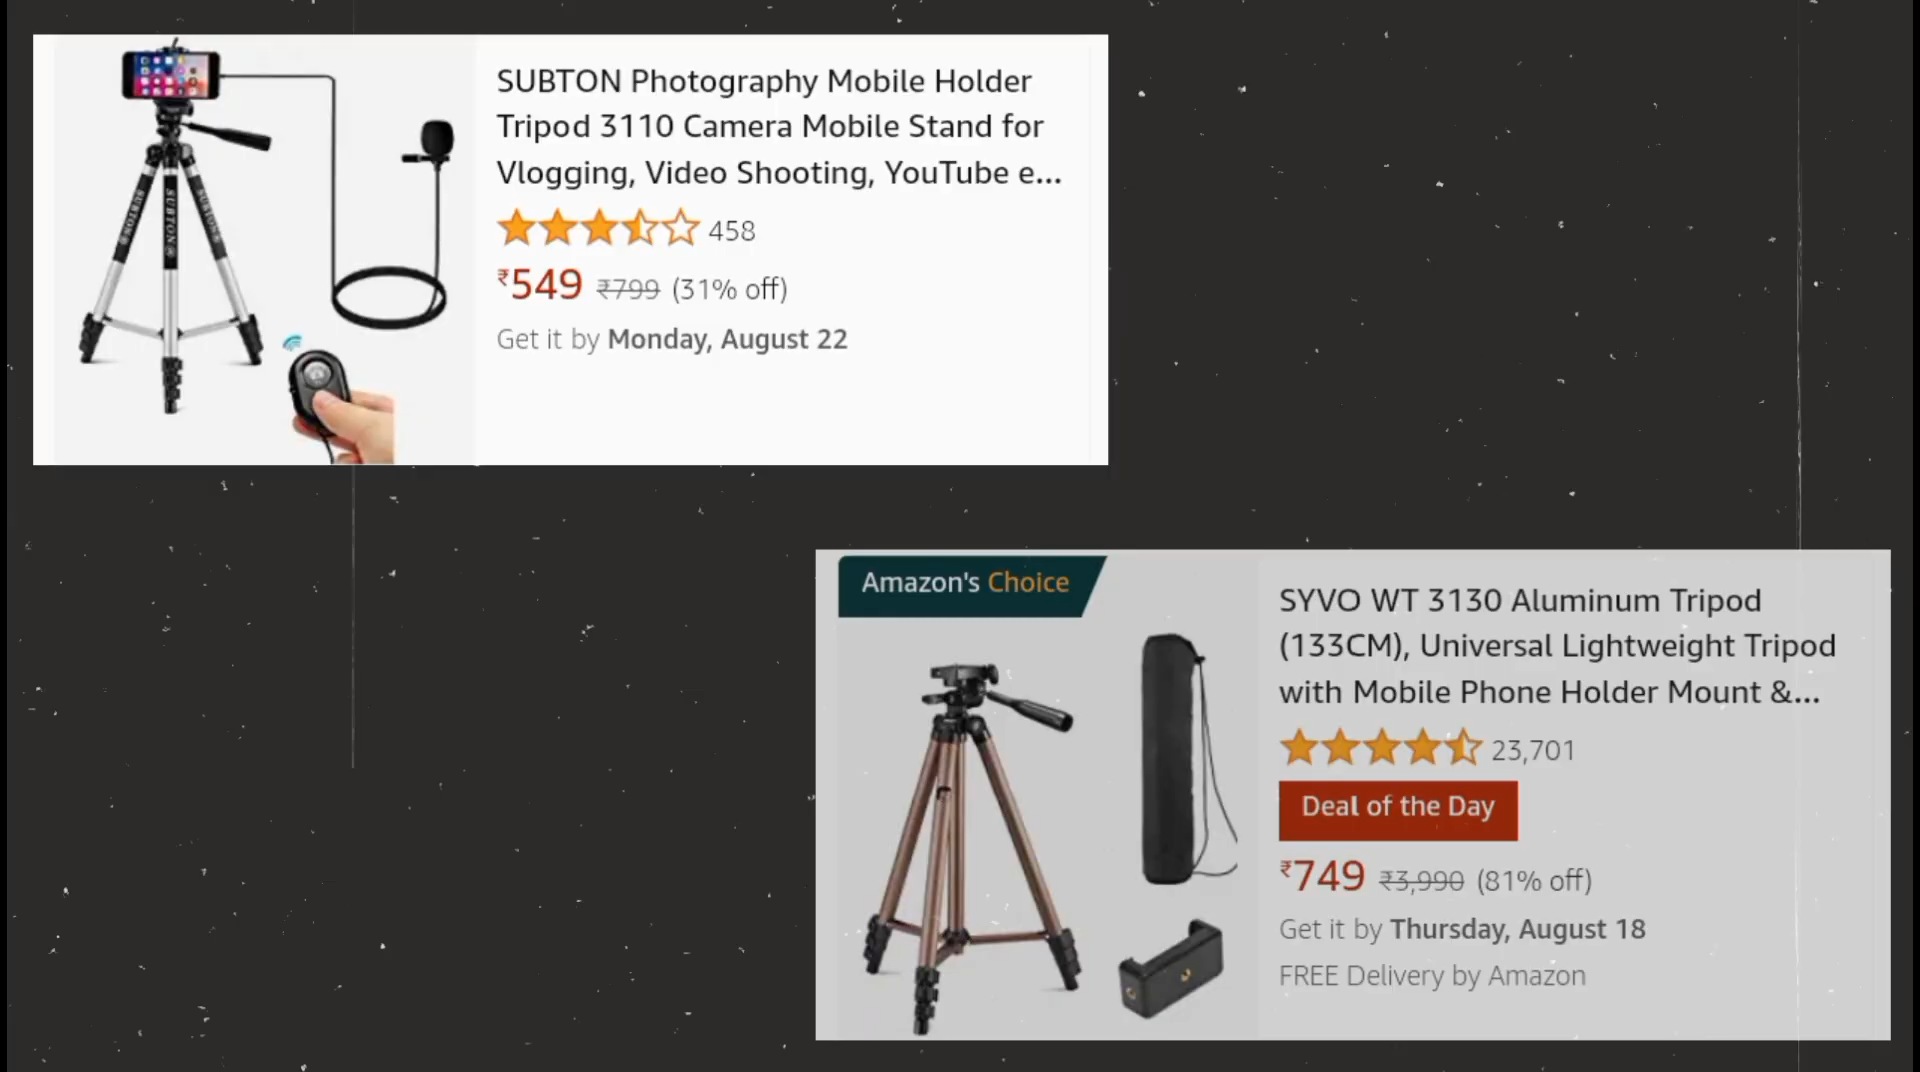 SUBTON Photography Mobile Holder
Tripod 3110 Camera Mobile Stand for
Vlogging, Video Shooting, YouTube e...
458
₹549 ₹799 (31% off)
Get it by Monday, August 22
SUBTON
SUBTON
SUBTON
Amazon's Choice
SYVO WT 3130 Aluminum Tripod
(133CM), Universal Lightweight Tripod
with Mobile Phone Holder Mount &...
23,701
Deal of the Day
₹749 ₹3,990 (81% off)
Get it by Thursday, August 18
FREE Delivery by Amazon